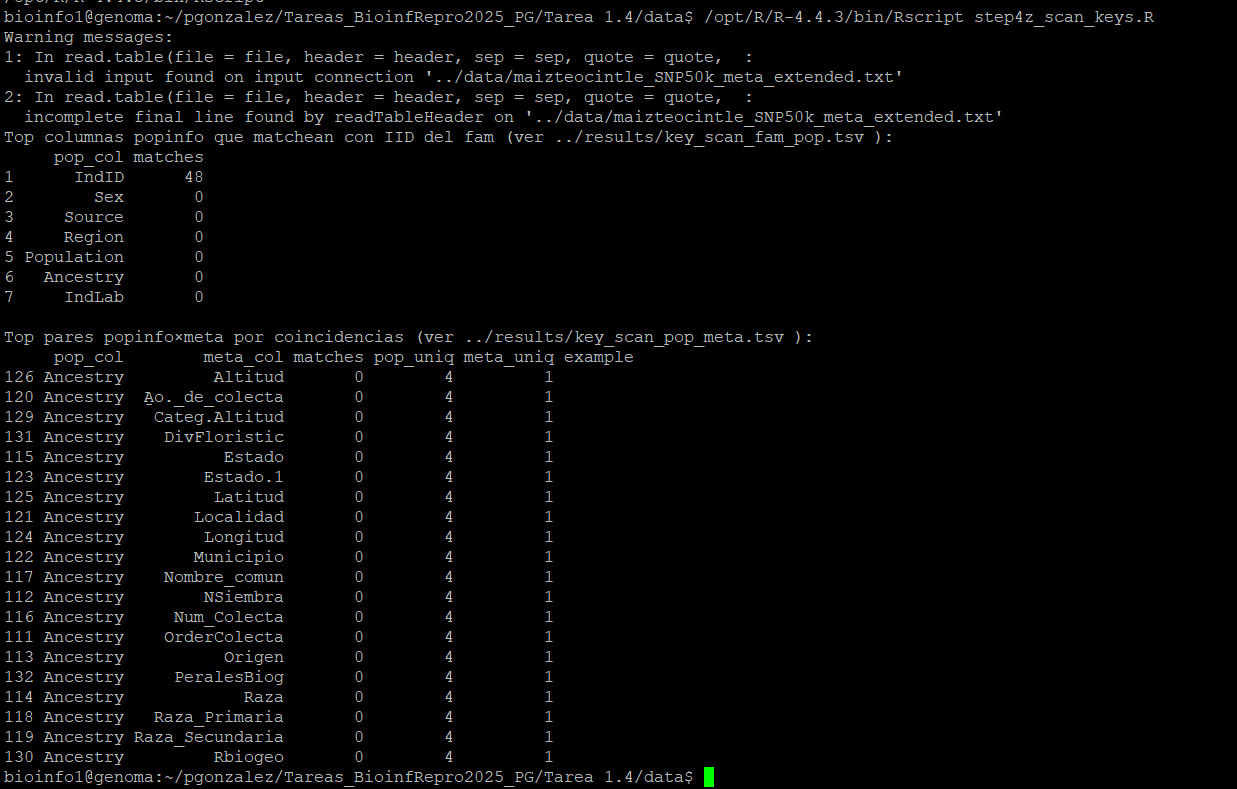 bioinfo1@genoma:~/pgonzalez/Tareas_BioinfRepro2025_PG/Tarea 1.4/data$ /opt/R/R-4.4.3/bin/Rscript step4z_scan_keys.R
Warning messages:
1: In read.table(file = file, header = header, sep = sep, quote = quote,  :
  invalid input found on input connection '../data/maizteocintle_SNP50k_meta_extended.txt'
2: In read.table(file = file, header = header, sep = sep, quote = quote,  :
  incomplete final line found by readTableHeader on '../data/maizteocintle_SNP50k_meta_extended.txt'
Top columnas popinfo que matchean con IID del fam (ver ../results/key_scan_fam_pop.tsv ):
     pop_col matches
1      IndID      48
2        Sex       0
3     Source       0
4     Region       0
5 Population       0
6   Ancestry       0
7     IndLab       0

Top pares popinfo×meta por coincidencias (ver ../results/key_scan_pop_meta.tsv ):
     pop_col        meta_col matches pop_uniq meta_uniq example
126 Ancestry         Altitud       0        4         1
120 Ancestry  A̱o._de_colecta       0        4         1
129 Ancestry   Categ.Altitud       0        4         1
131 Ancestry    DivFloristic       0        4         1
115 Ancestry          Estado       0        4         1
123 Ancestry        Estado.1       0        4         1
125 Ancestry         Latitud       0        4         1
121 Ancestry       Localidad       0        4         1
124 Ancestry        Longitud       0        4         1
122 Ancestry       Municipio       0        4         1
117 Ancestry    Nombre_comun       0        4         1
112 Ancestry        NSiembra       0        4         1
116 Ancestry     Num_Colecta       0        4         1
111 Ancestry    OrderColecta       0        4         1
113 Ancestry          Origen       0        4         1
132 Ancestry     PeralesBiog       0        4         1
114 Ancestry            Raza       0        4         1
118 Ancestry   Raza_Primaria       0        4         1
119 Ancestry Raza_Secundaria       0        4         1
130 Ancestry         Rbiogeo       0        4         1
bioinfo1@genoma:~/pgonzalez/Tareas_BioinfRepro2025_PG/Tarea 1.4/data$